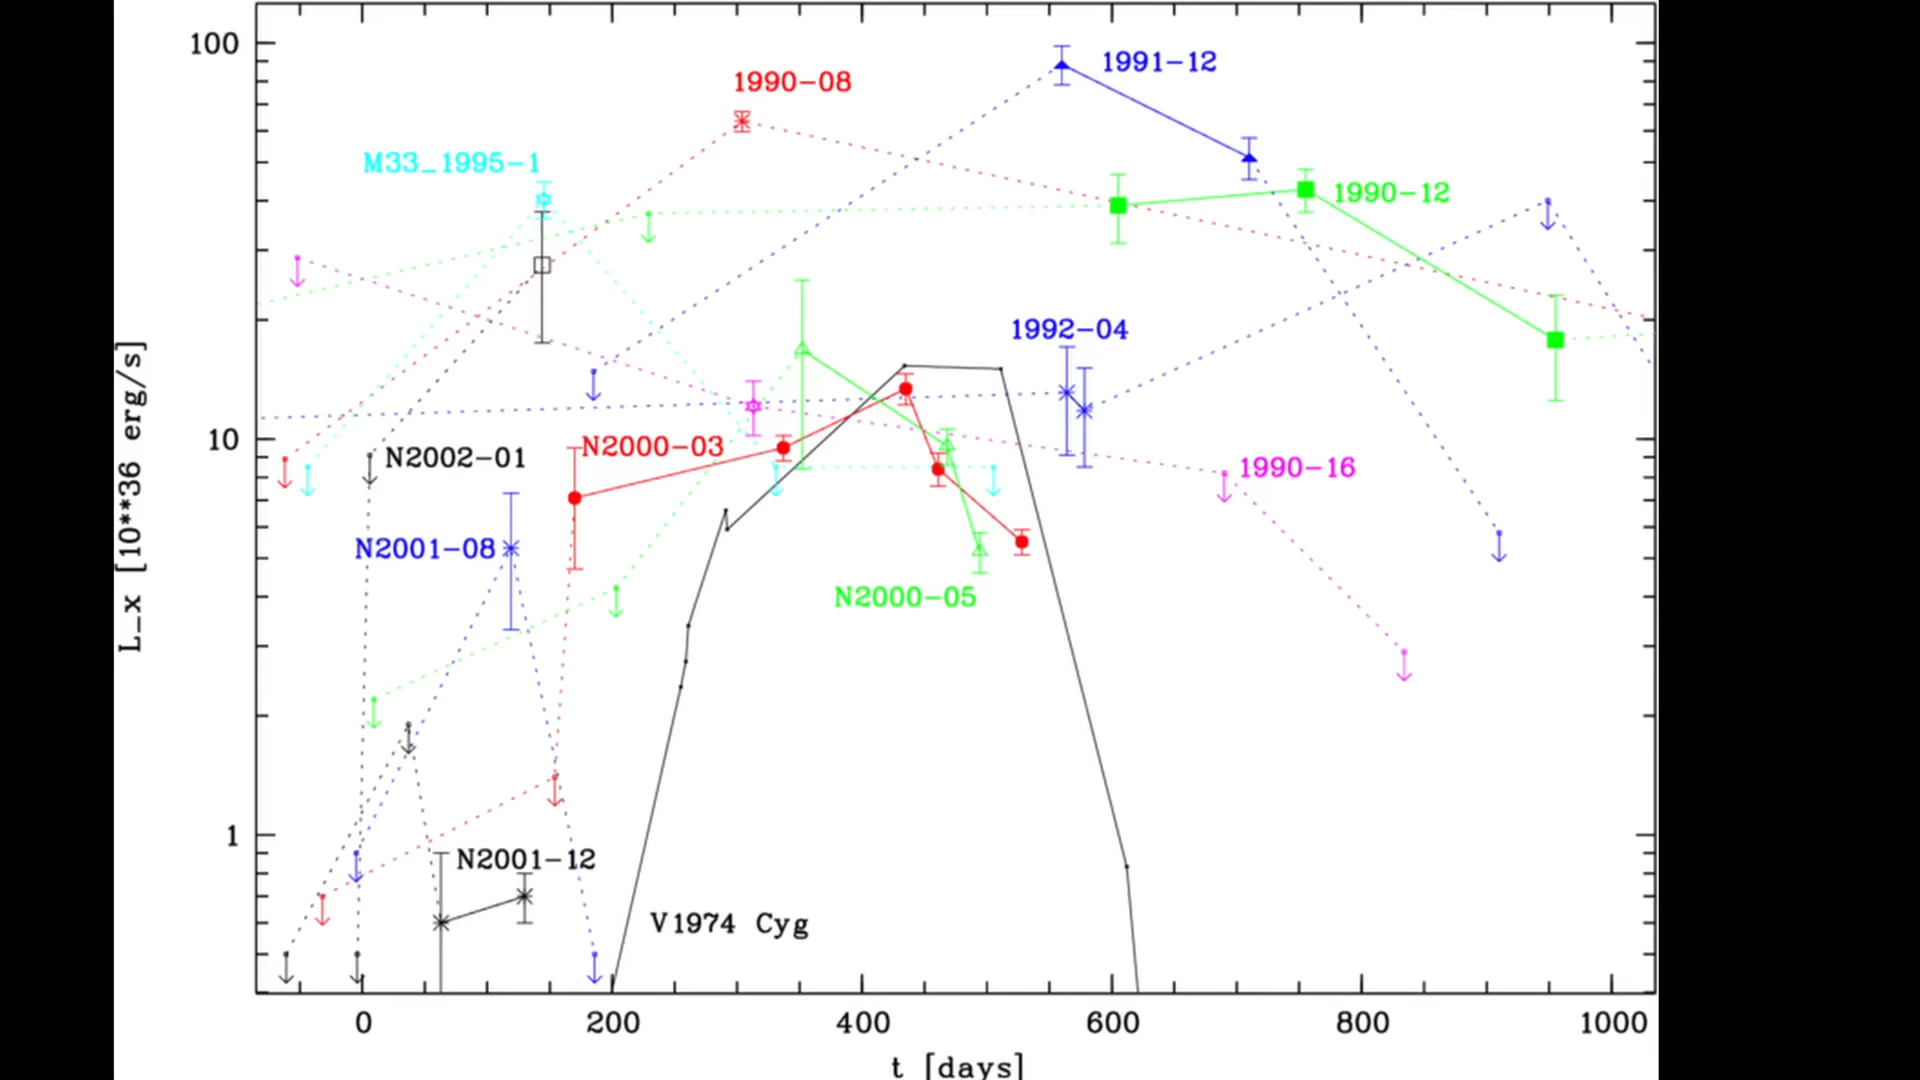 100
1991-12
1990-08
M33_1995-1
1990-12
1992-04
10
N2002-01
N2000-03
1990-16
N2001-08
N2000-05
1
N2001-12
V1974 Cyg
L_x [10**36 erg/s]
0 200 400 600 800 1000
t [days]